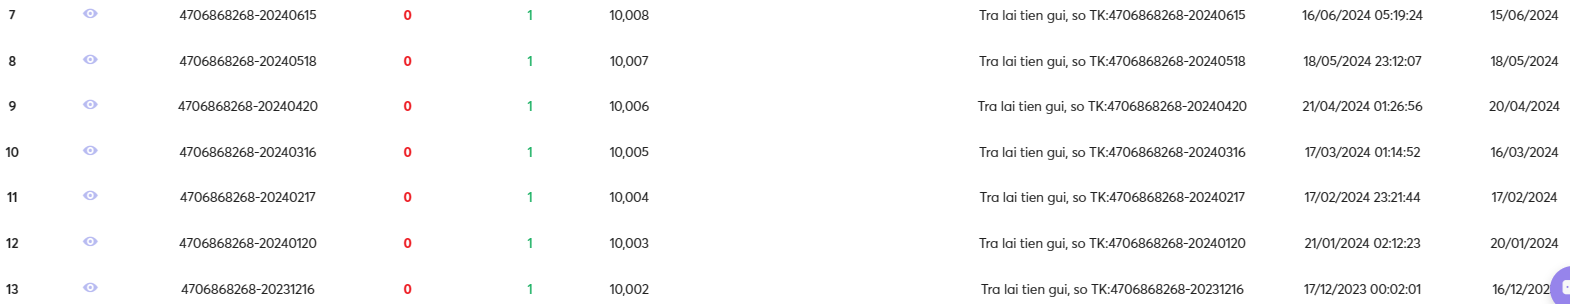 7 4706868268-20240615 0 1 10,008 Tra lai tien gui, so TK:4706868268-20240615 16/06/2024 05:19:24 15/06/2024
8 4706868268-20240518 0 1 10,007 Tra lai tien gui, so TK:4706868268-20240518 18/05/2024 23:12:07 18/05/2024
9 4706868268-20240420 0 1 10,006 Tra lai tien gui, so TK:4706868268-20240420 21/04/2024 01:26:56 20/04/2024
10 4706868268-20240316 0 1 10,005 Tra lai tien gui, so TK:4706868268-20240316 17/03/2024 01:14:52 16/03/2024
11 4706868268-20240217 0 1 10,004 Tra lai tien gui, so TK:4706868268-20240217 17/02/2024 23:21:44 17/02/2024
12 4706868268-20240120 0 1 10,003 Tra lai tien gui, so TK:4706868268-20240120 21/01/2024 02:12:23 20/01/2024
13 4706868268-20231216 0 1 10,002 Tra lai tien gui, so TK:4706868268-20231216 17/12/2023 00:02:01 16/12/202